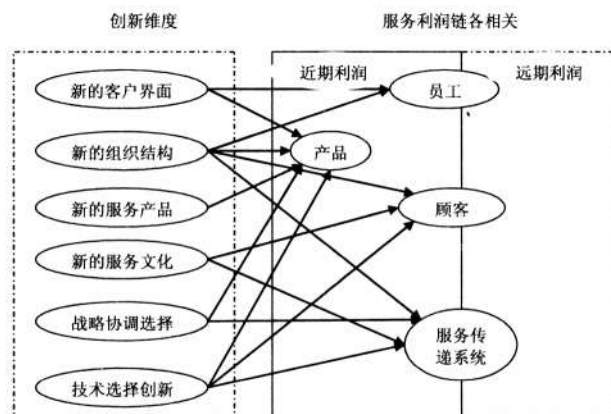 创新维度
服务利润链各相关
近期利润
远期利润
新的客户界面
员工
新的组织结构
产品
新的服务产品
顾客
新的服务文化
战略协调选择
服务传
递系统
技术选择创新